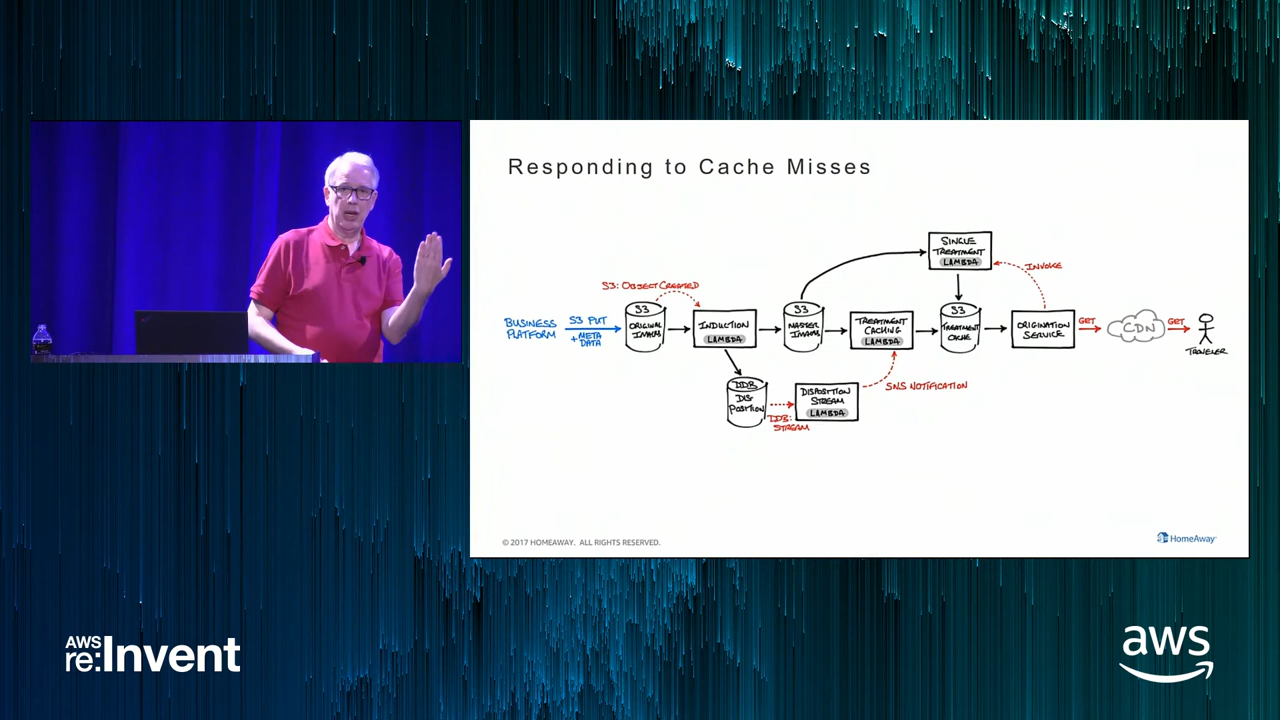 Responding to Cache Misses
SINGLE
TREATMENT
LAMBDA
INVOKE
S3: OBJECT CREATED
BUSINESS
PLATFORM
S3 PUT
+ META
DATA
S3
ORIGINAL
IMAGES
INDUCTION
LAMBDA
S3
MASTER
IMAGES
TREATMENT
CACHING
LAMBDA
S3
TREATMENT
CACHE
ORIGINATION
SERVICE
GET
CDN
GET
TRAVELER
DDB
DIS-
POSITION
DDB:
STREAM
DISPOSITION
STREAM
LAMBDA
SNS NOTIFICATION
© 2017 HOMEAWAY. ALL RIGHTS RESERVED.
HomeAway
AWS
re:Invent
aws